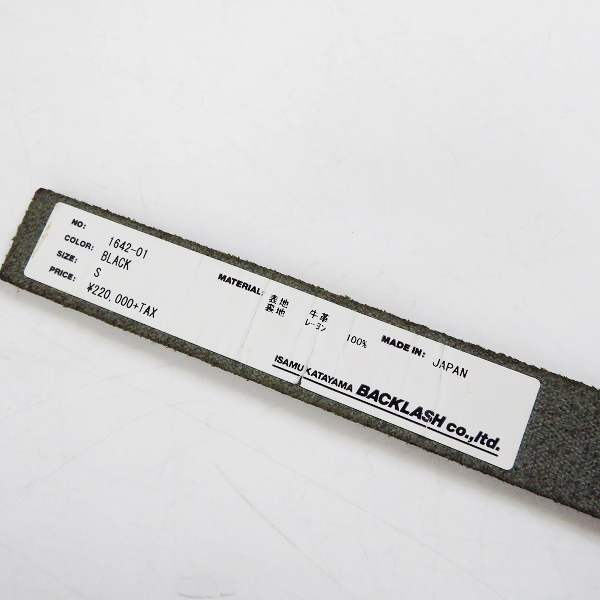 NO: 1642-01
COLOR: BLACK
SIZE: S
PRICE: ¥220,000+TAX
MATERIAL: 表地 牛革
裏地 レーヨン 100%
MADE IN: JAPAN
ISAMU KATAYAMA BACKLASH co.,ltd.